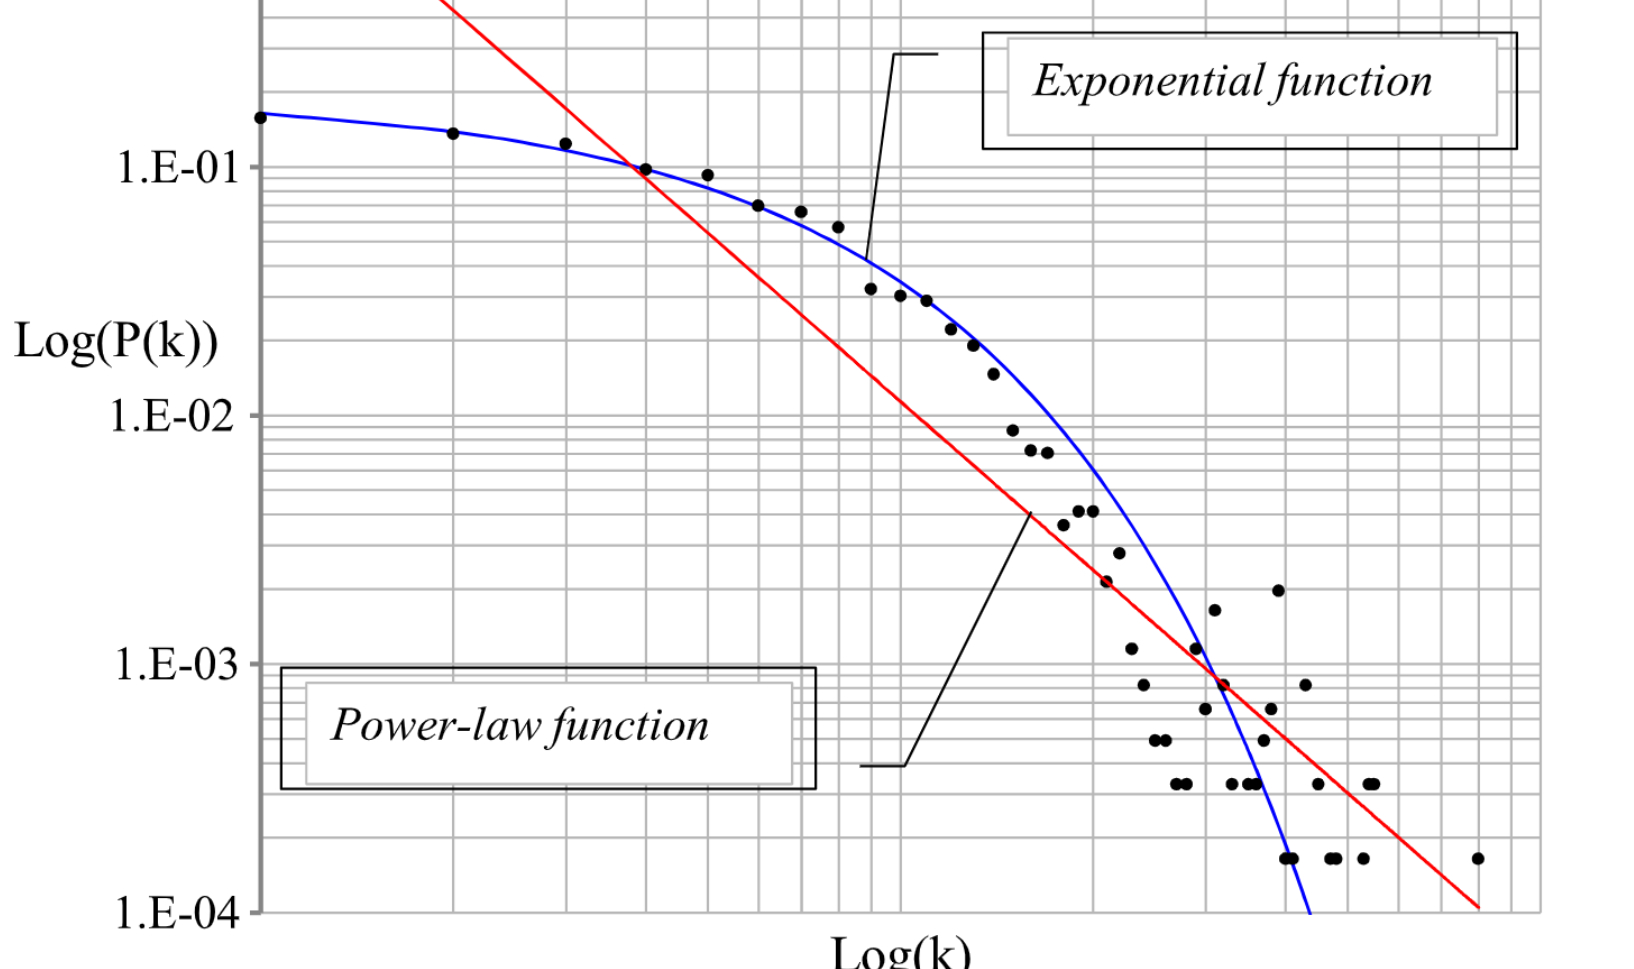 Exponential function
1.E-01
Log(P(k))
1.E-02
1.E-03
Power-law function
1.E-04
Log(k)